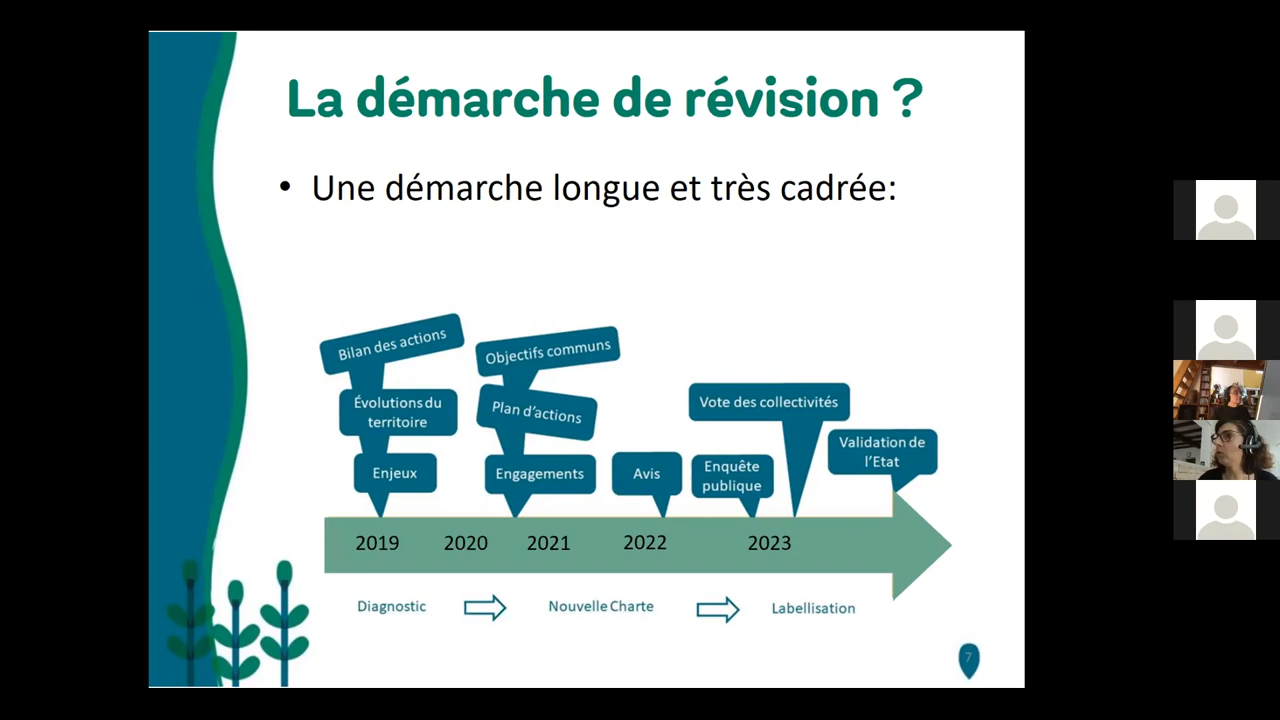 La démarche de révision ?
• Une démarche longue et très cadrée:
Bilan des actions
Objectifs communs
Évolutions du
territoire
Plan d'actions
Vote des collectivités
Enjeux
Engagements
Avis
Enquête
publique
Validation de
l'Etat
2019 2020 2021 2022 2023
Diagnostic Nouvelle Charte Labellisation
7